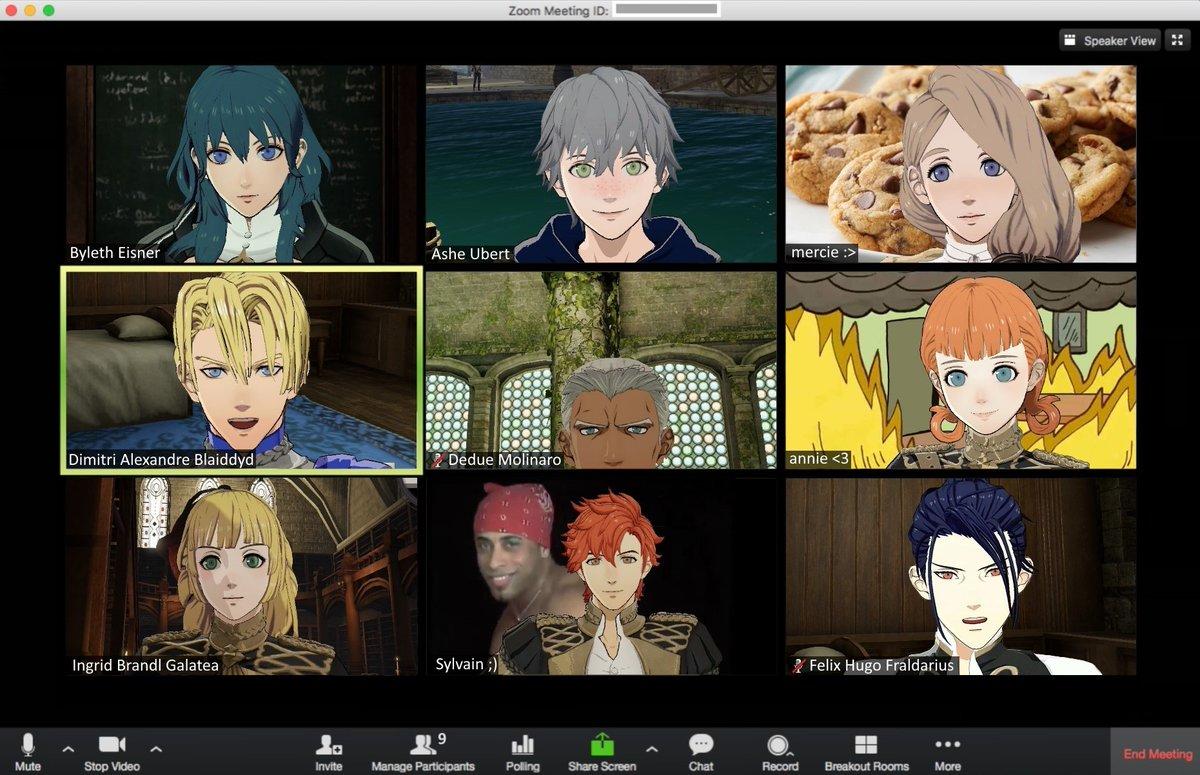 Zoom Meeting ID:
Speaker View
Byleth Eisner
Ashe Ubert
mercie :>
Dimitri Alexandre Blaiddyd
Dedue Molinaro
annie <3
Ingrid Brandl Galatea
Sylvain ;)
Felix Hugo Fraldarius
9
Mute
Stop Video
Invite
Manage Participants
Polling
Share Screen
Chat
Record
Breakout Rooms
More
End Meeting